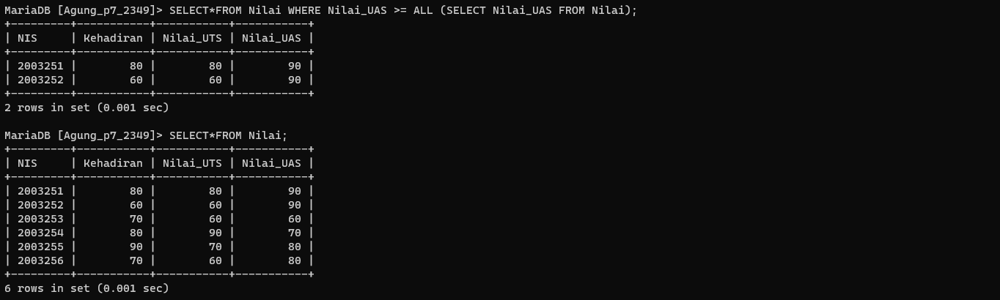 MariaDB [Agung_p7_2349]> SELECT*FROM Nilai WHERE Nilai_UAS >= ALL (SELECT Nilai_UAS FROM Nilai);
+---------+-----------+-----------+-----------+
| NIS     | Kehadiran | Nilai_UTS | Nilai_UAS |
+---------+-----------+-----------+-----------+
| 2003251 |        80 |        80 |        90 |
| 2003252 |        60 |        60 |        90 |
+---------+-----------+-----------+-----------+
2 rows in set (0.001 sec)

MariaDB [Agung_p7_2349]> SELECT*FROM Nilai;
+---------+-----------+-----------+-----------+
| NIS     | Kehadiran | Nilai_UTS | Nilai_UAS |
+---------+-----------+-----------+-----------+
| 2003251 |        80 |        80 |        90 |
| 2003252 |        60 |        60 |        90 |
| 2003253 |        70 |        60 |        60 |
| 2003254 |        80 |        90 |        70 |
| 2003255 |        90 |        70 |        80 |
| 2003256 |        70 |        60 |        80 |
+---------+-----------+-----------+-----------+
6 rows in set (0.001 sec)